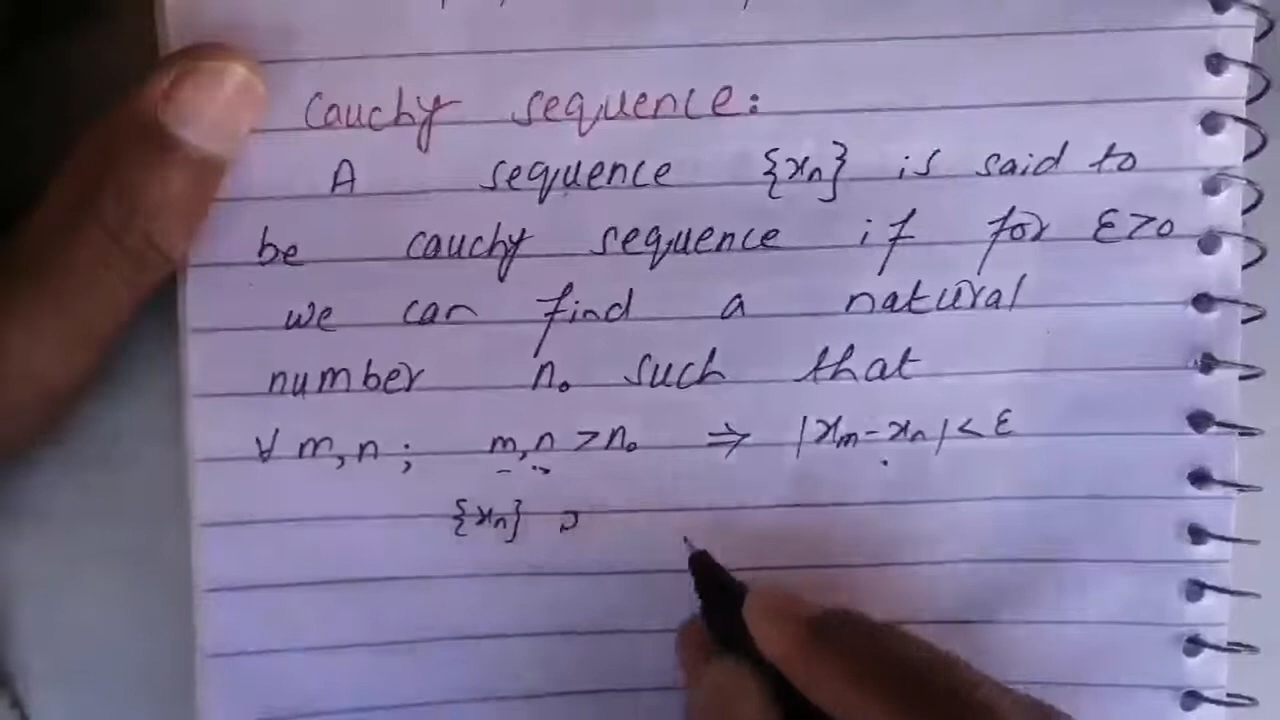 Cauchy sequence:
A sequence {xn} is said to
be cauchy sequence if for ε>0
we can find a natural
number n₀ such that
∀ m,n ; m,n >n₀ ⇒ |xm-xn|<ε
{xn}